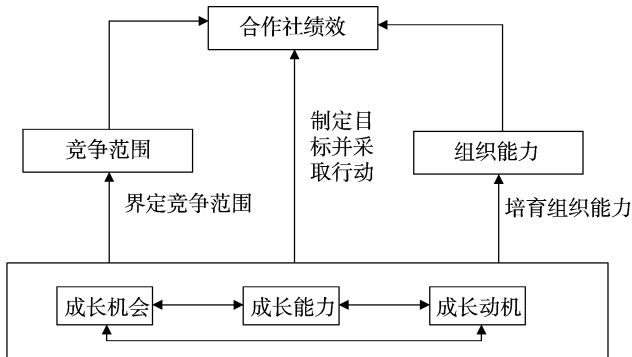 合作社绩效
制定目
标并采
取行动
竞争范围
组织能力
界定竞争范围
培育组织能力
成长机会
成长能力
成长动机